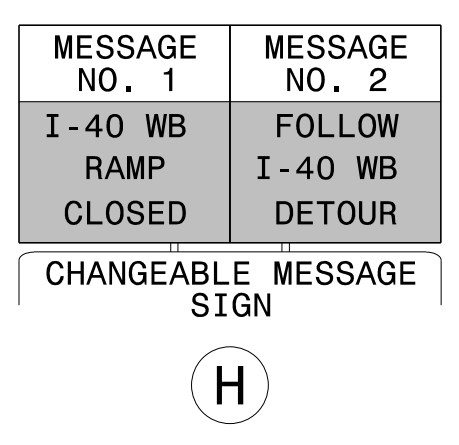 MESSAGE NO. 1
I-40 WB
RAMP
CLOSED
MESSAGE NO. 2
FOLLOW
I-40 WB
DETOUR
CHANGEABLE MESSAGE
SIGN
H